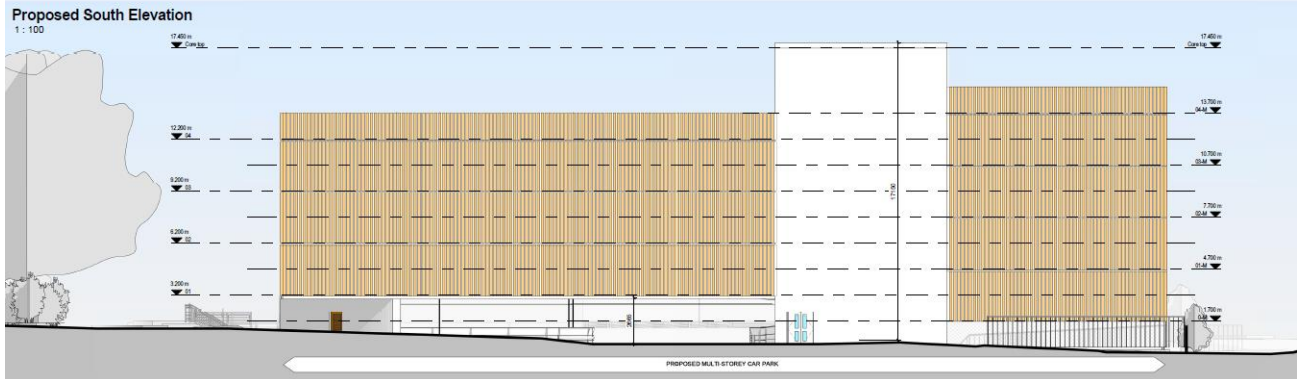 Proposed South Elevation
1 : 100
17.450 m
Core top
17.450 m
Core top
13.700 m
04-M
12.200 m
04
10.700 m
03-M
9.200 m
03
7.700 m
02-M
6.200 m
02
4.700 m
01-M
3.200 m
01
1.700 m
0-M
PROPOSED MULTI-STOREY CAR PARK